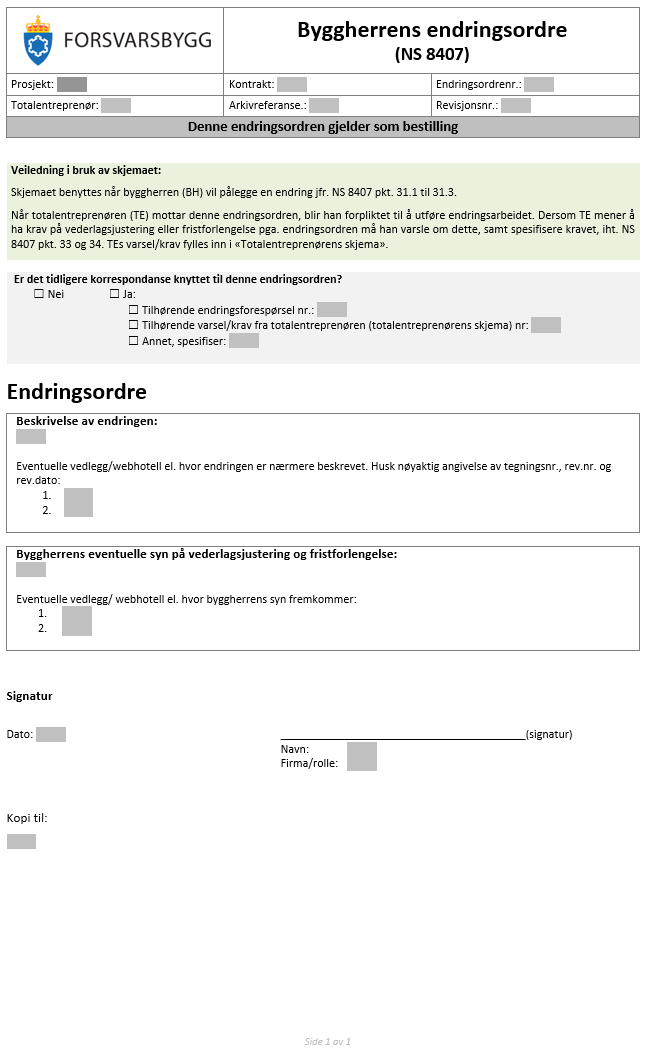 FORSVARSBYGG
Byggherrens endringsordre
(NS 8407)
Prosjekt:
Kontrakt:
Endringsordrenr.:
Totalentreprenør:
Arkivreferanse.:
Revisjonsnr.:
Denne endringsordren gjelder som bestilling
Veiledning i bruk av skjemaet:
Skjemaet benyttes når byggherren (BH) vil pålegge en endring jfr. NS 8407 pkt. 31.1 til 31.3.
Når totalentreprenøren (TE) mottar denne endringsordren, blir han forpliktet til å utføre endringsarbeidet. Dersom TE mener å
ha krav på vederlagsjustering eller fristforlengelse pga. endringsordren må han varsle om dette, samt spesifisere kravet, iht. NS
8407 pkt. 33 og 34. TEs varsel/krav fylles inn i «Totalentreprenørens skjema».
Er det tidligere korrespondanse knyttet til denne endringsordren?
☐ Nei ☐ Ja:
☐ Tilhørende endringsforespørsel nr.:
☐ Tilhørende varsel/krav fra totalentreprenøren (totalentreprenørens skjema) nr:
☐ Annet, spesifiser:
Endringsordre
Beskrivelse av endringen:
Eventuelle vedlegg/webhotell el. hvor endringen er nærmere beskrevet. Husk nøyaktig angivelse av tegningsnr., rev.nr. og
rev.dato:
1.
2.
Byggherrens eventuelle syn på vederlagsjustering og fristforlengelse:
Eventuelle vedlegg/ webhotell el. hvor byggherrens syn fremkommer:
1.
2.
Signatur
Dato:
(signatur)
Navn:
Firma/rolle:
Kopi til:
Side 1 av 1